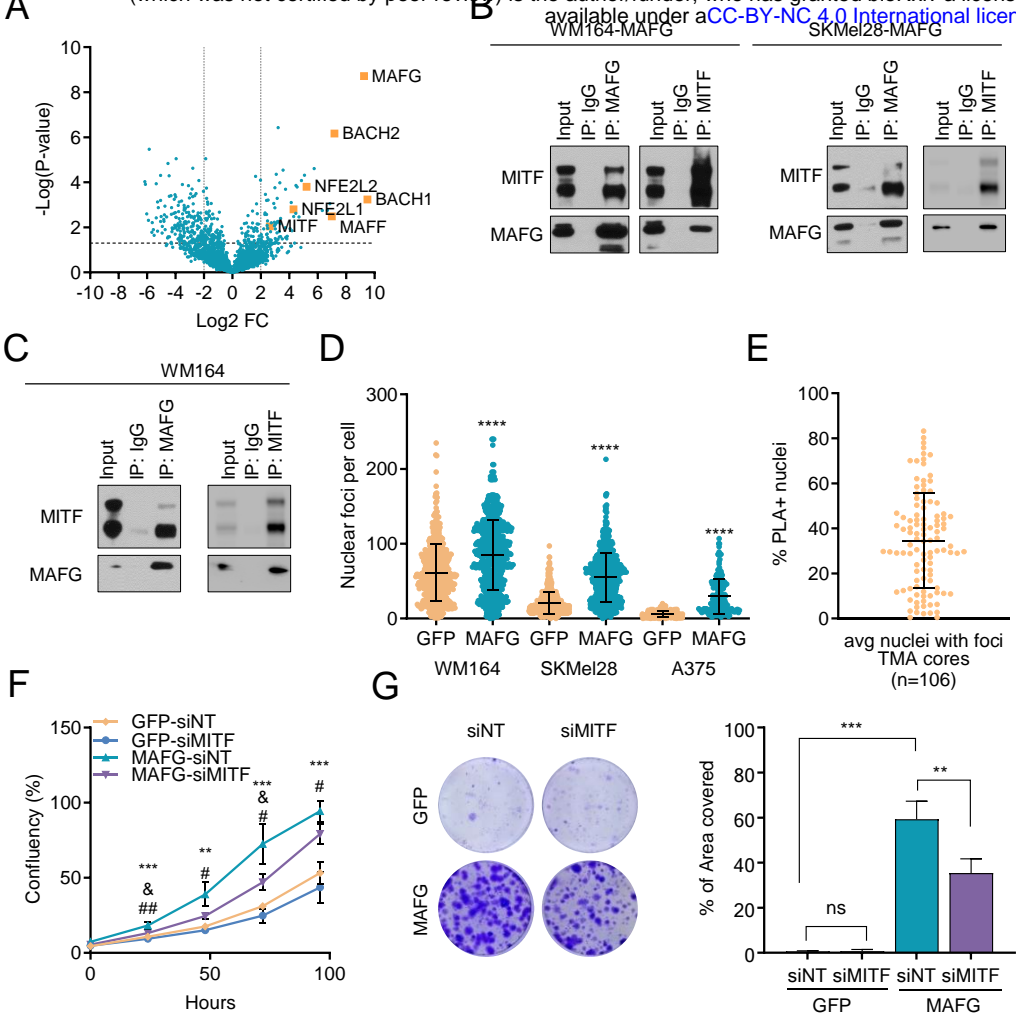 (which was not certified by peer review) is the author/funder, who has granted bioRxiv a license
available under aCC-BY-NC 4.0 International licen
A
10
8
6
4
2
0
-Log(P-value)
-10 -8 -6 -4 -2 0 2 4 6 8 10
Log2 FC
MAFG
BACH2
NFE2L2
BACH1
NFE2L1
MITF
MAFF
B
WM164-MAFG
SKMel28-MAFG
Input
IP: IgG
IP: MAFG
Input
IP: IgG
IP: MITF
Input
IP: IgG
IP: MAFG
Input
IP: IgG
IP: MITF
MITF
MAFG
MITF
MAFG
C
WM164
Input
IP: IgG
IP: MAFG
Input
IP: IgG
IP: MITF
MITF
MAFG
D
300
200
100
0
Nuclear foci per cell
****
****
****
GFP MAFG GFP MAFG GFP MAFG
WM164 SKMel28 A375
E
100
80
60
40
20
0
% PLA+ nuclei
avg nuclei with foci
TMA cores
(n=106)
F
GFP-siNT
GFP-siMITF
MAFG-siNT
MAFG-siMITF
150
100
50
0
Confluency (%)
***
&
##
**
#
***
&
#
***
#
0 50 100
Hours
G
siNT siMITF
GFP
MAFG
100
80
60
40
20
0
% of Area covered
***
**
ns
siNT siMITF siNT siMITF
GFP MAFG